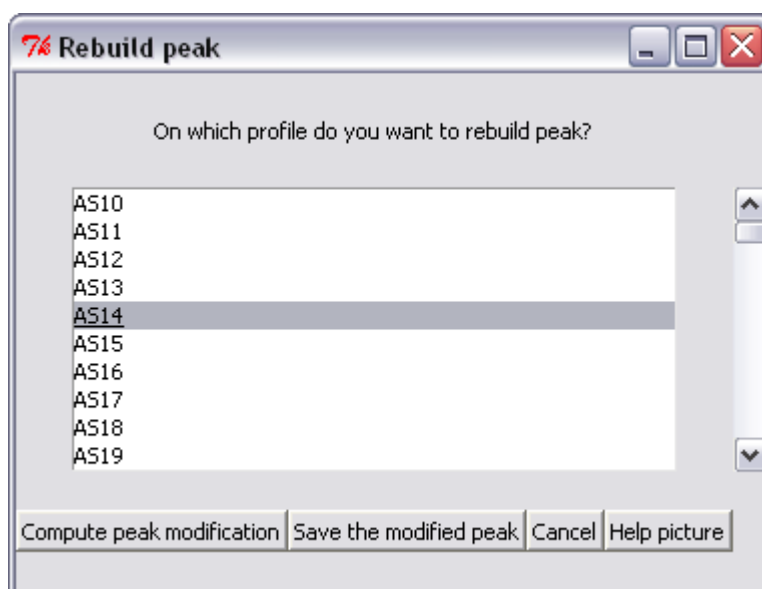 Rebuild peak
On which profile do you want to rebuild peak?
AS10
AS11
AS12
AS13
AS14
AS15
AS16
AS17
AS18
AS19
Compute peak modification Save the modified peak Cancel Help picture